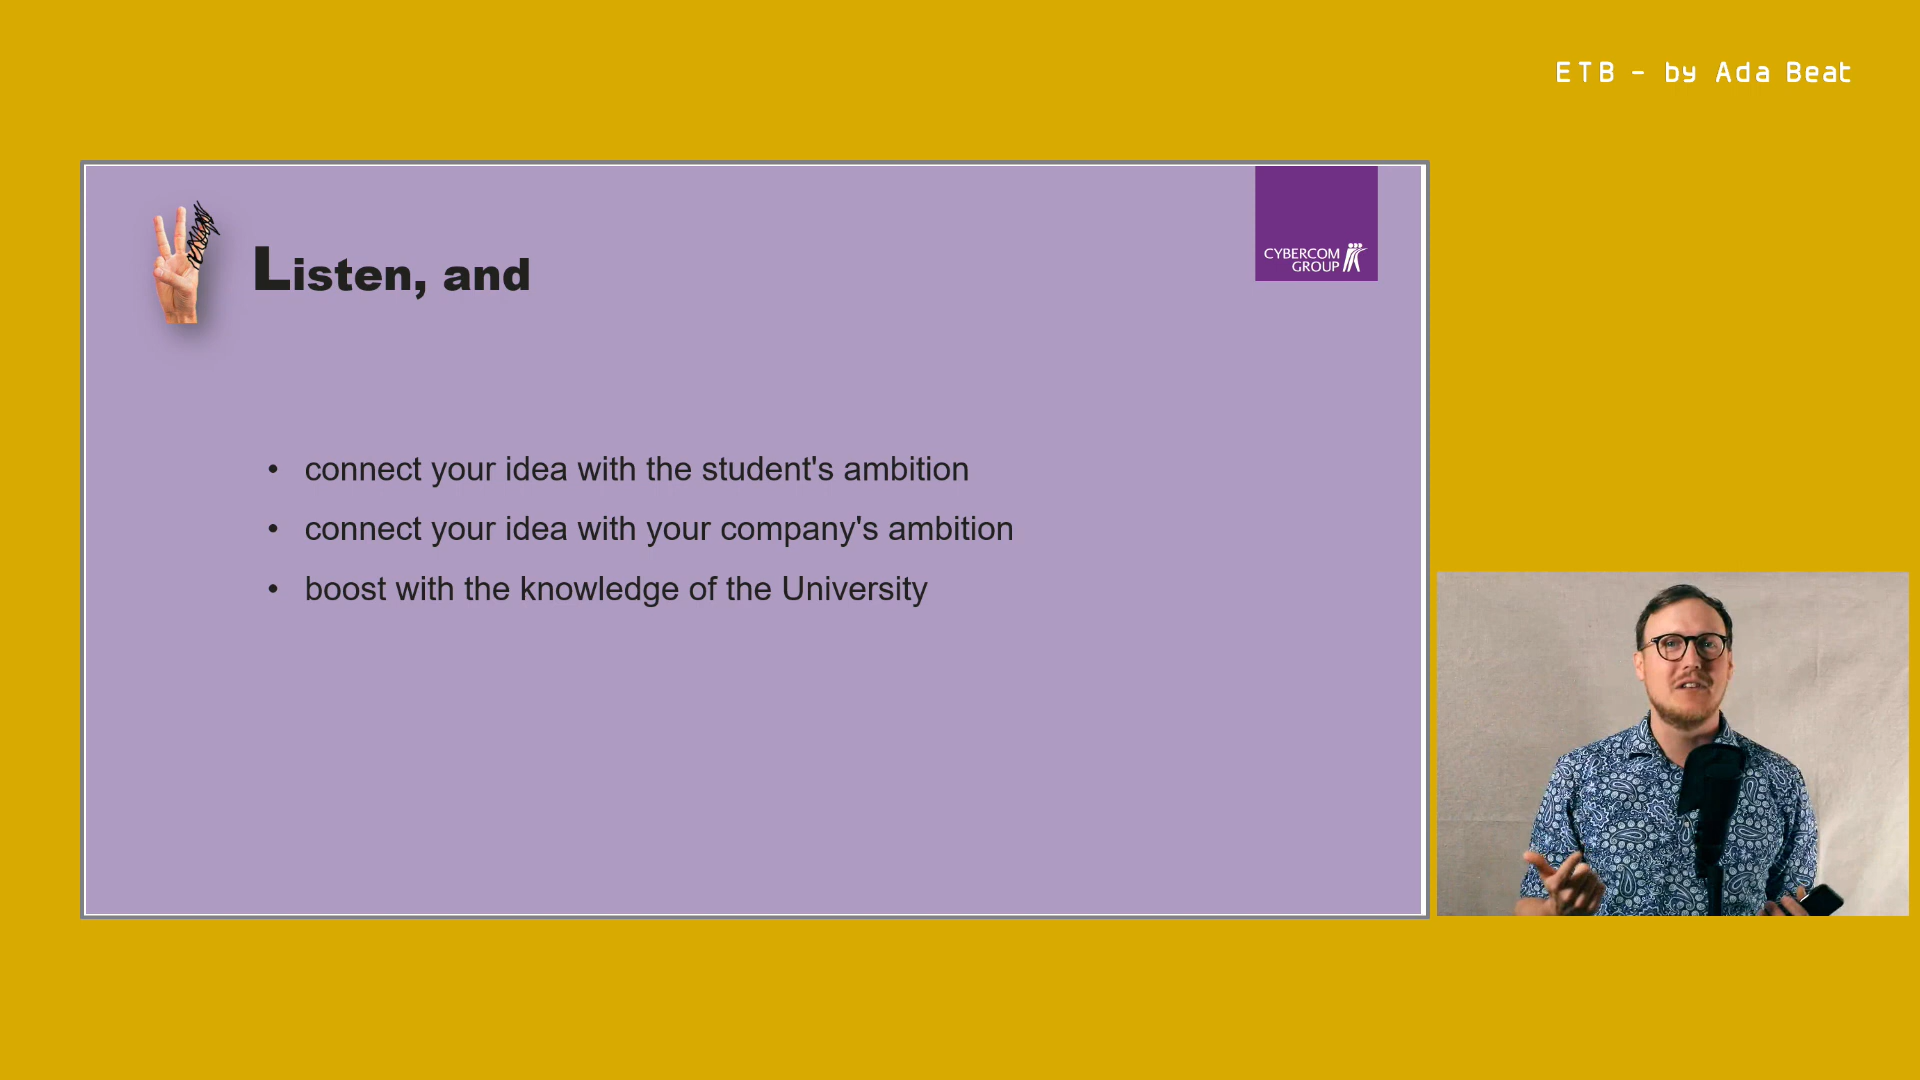 ETB - by Ada Beat
CYBERCOM
GROUP
Listen, and
• connect your idea with the student's ambition
• connect your idea with your company's ambition
• boost with the knowledge of the University